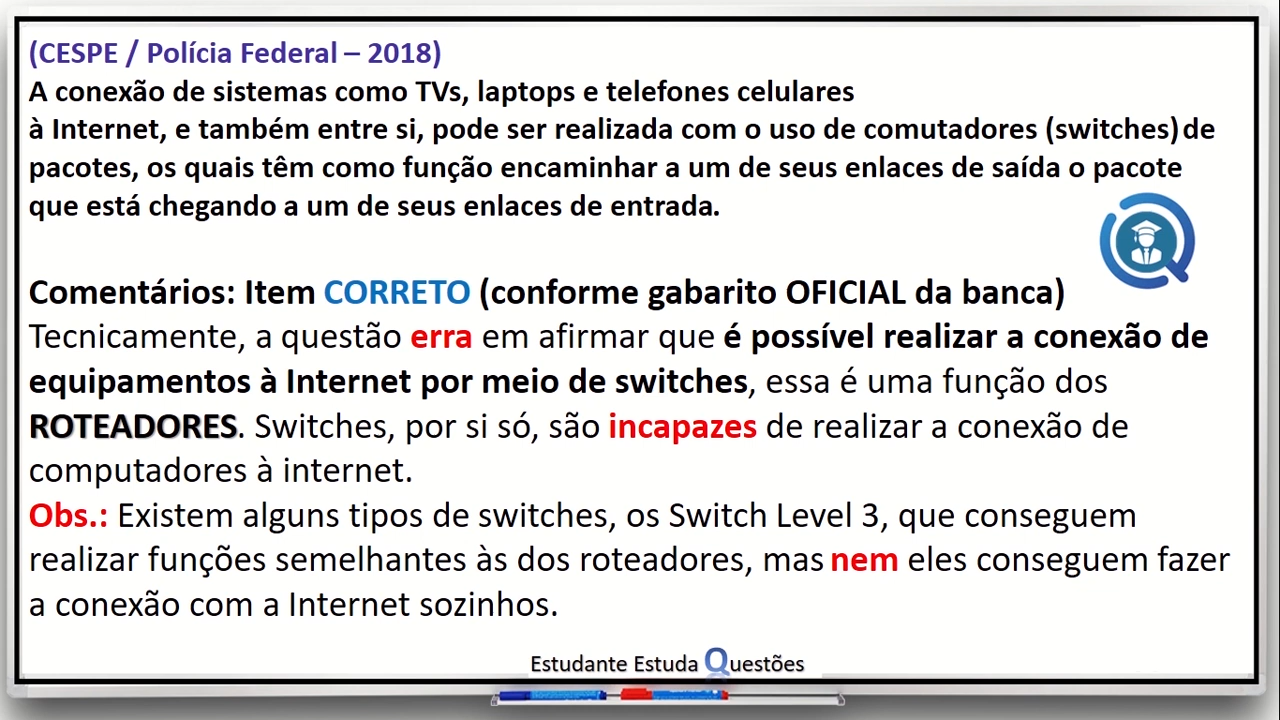 (CESPE / Polícia Federal – 2018)
A conexão de sistemas como TVs, laptops e telefones celulares
à Internet, e também entre si, pode ser realizada com o uso de comutadores (switches) de
pacotes, os quais têm como função encaminhar a um de seus enlaces de saída o pacote
que está chegando a um de seus enlaces de entrada.
Comentários: Item CORRETO (conforme gabarito OFICIAL da banca)
Tecnicamente, a questão erra em afirmar que é possível realizar a conexão de
equipamentos à Internet por meio de switches, essa é uma função dos
ROTEADORES. Switches, por si só, são incapazes de realizar a conexão de
computadores à internet.
Obs.: Existem alguns tipos de switches, os Switch Level 3, que conseguem
realizar funções semelhantes às dos roteadores, mas nem eles conseguem fazer
a conexão com a Internet sozinhos.
Estudante Estuda Questões